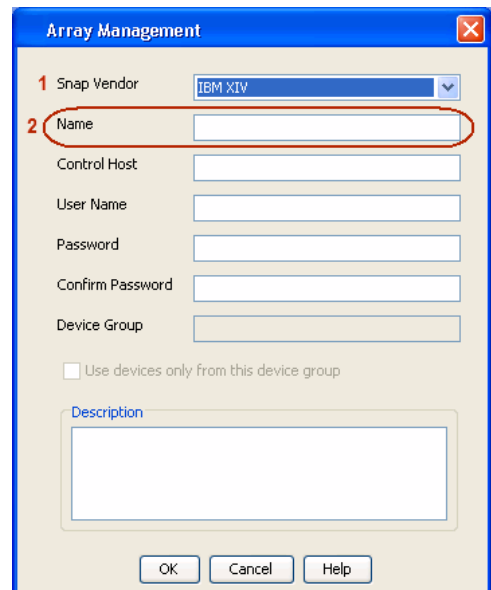 Array Management
1 Snap Vendor IBM XIV
2 Name
Control Host
User Name
Password
Confirm Password
Device Group
Use devices only from this device group
Description
OK Cancel Help